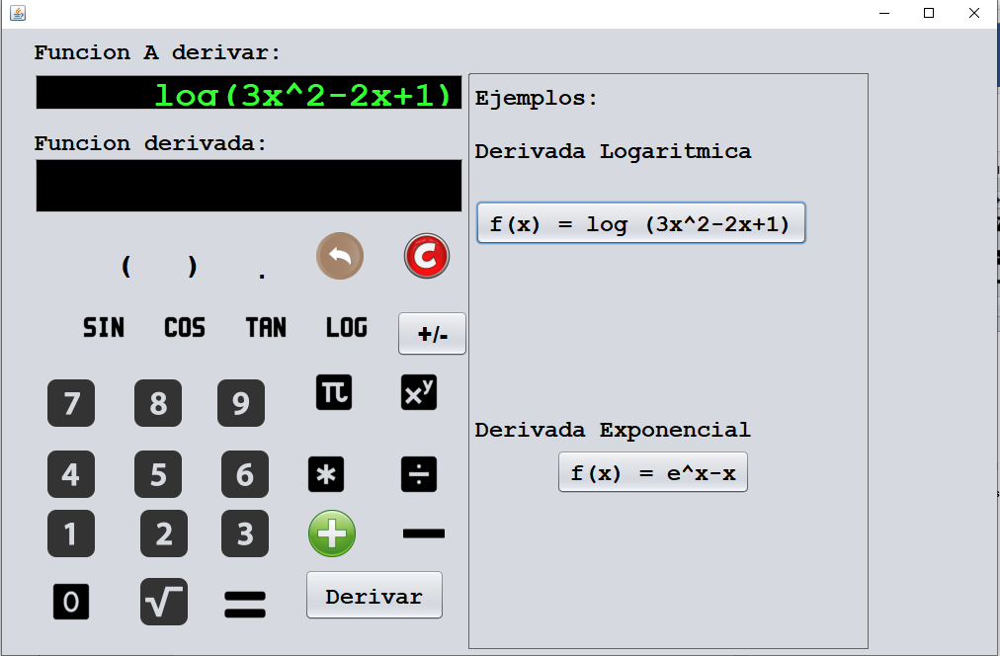 Funcion A derivar:
log(3x^2-2x+1)
Funcion derivada:
( ) .
C
SIN COS TAN LOG +/-
7 8 9 π x^y
4 5 6 * ÷
1 2 3 + −
0 √ = Derivar
Ejemplos:
Derivada Logaritmica
f(x) = log (3x^2-2x+1)
Derivada Exponencial
f(x) = e^x-x